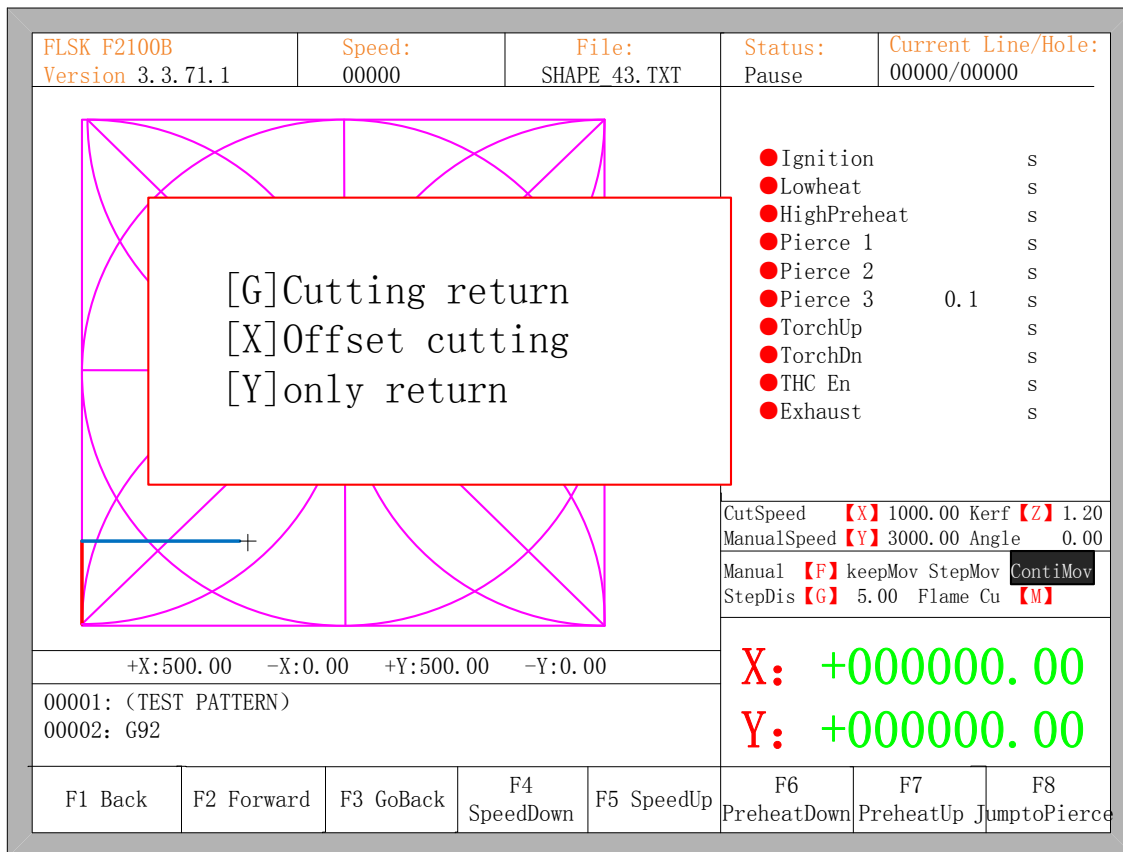 FLSK F2100B
Version 3.3.71.1
Speed:
00000
File:
SHAPE_43.TXT
Status:
Pause
Current Line/Hole:
00000/00000
[G]Cutting return
[X]Offset cutting
[Y]only return
Ignition s
Lowheat s
HighPreheat s
Pierce 1 s
Pierce 2 s
Pierce 3 0.1 s
TorchUp s
TorchDn s
THC En s
Exhaust s
CutSpeed 【X】 1000.00 Kerf【Z】 1.20
ManualSpeed【Y】 3000.00 Angle 0.00
Manual 【F】keepMov StepMov ContiMov
StepDis【G】 5.00 Flame Cu 【M】
+X:500.00 -X:0.00 +Y:500.00 -Y:0.00
00001: (TEST PATTERN)
00002: G92
X: +000000.00
Y: +000000.00
F1 Back
F2 Forward
F3 GoBack
F4
SpeedDown
F5 SpeedUp
F6
PreheatDown
F7
PreheatUp
F8
JumptoPierce